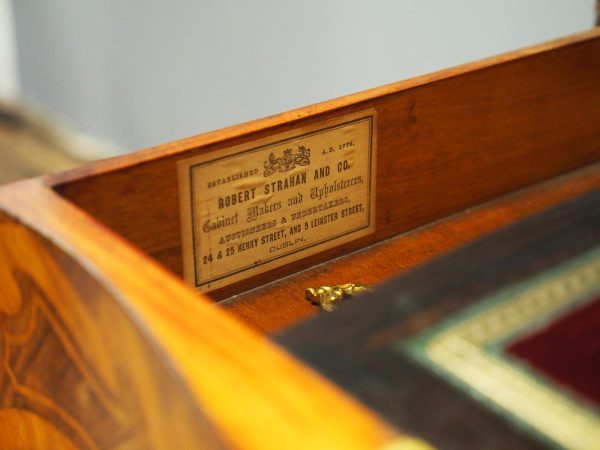 ESTABLISHED A.D. 1776.
ROBERT STRAHAN AND CO.
Cabinet Makers and Upholsterers,
AUCTIONEERS & UNDERTAKERS,
24 & 25 HENRY STREET, AND 5 LEINSTER STREET,
DUBLIN.